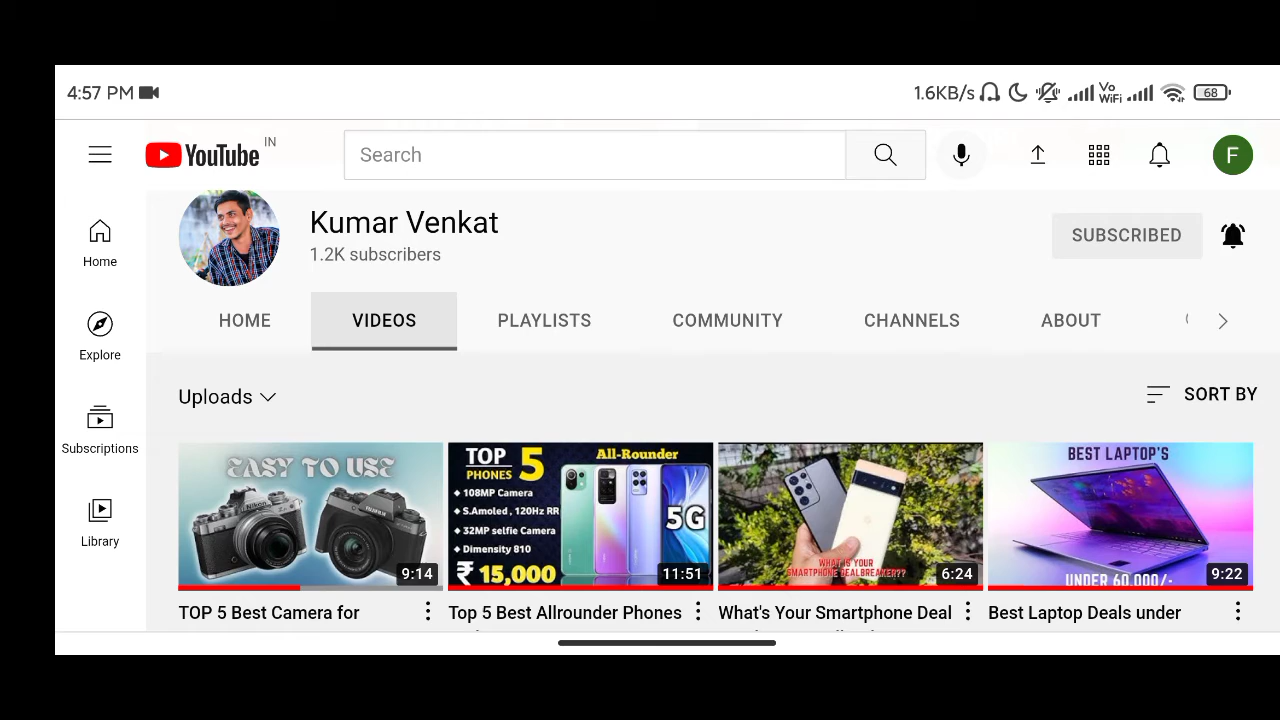 4:57 PM
1.6KB/s
Vo
WiFi
68
YouTube
IN
Search
F
Home
Explore
Subscriptions
Library
Kumar Venkat
1.2K subscribers
SUBSCRIBED
HOME
VIDEOS
PLAYLISTS
COMMUNITY
CHANNELS
ABOUT
Uploads
SORT BY
EASY TO USE
FUJIFILM
9:14
TOP 5 Best Camera for
TOP 5
PHONES
All-Rounder
◆ 108MP Camera
◆ S.Amoled , 120Hz RR
◆ 32MP selfie Camera
◆ Dimensity 810
₹ 15,000
5G
11:51
Top 5 Best Allrounder Phones
WHAT IS YOUR
SMARTPHONE DEALBREAKER??
6:24
What's Your Smartphone Deal
BEST LAPTOP'S
UNDER 60,000/-
9:22
Best Laptop Deals under